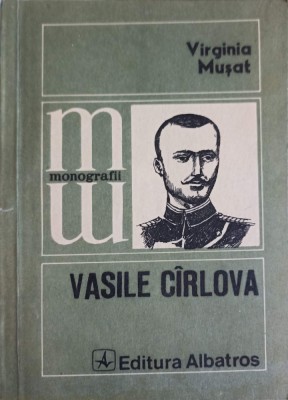 Virginia
Mușat
m
monografii
m
VASILE CÎRLOVA
Editura Albatros